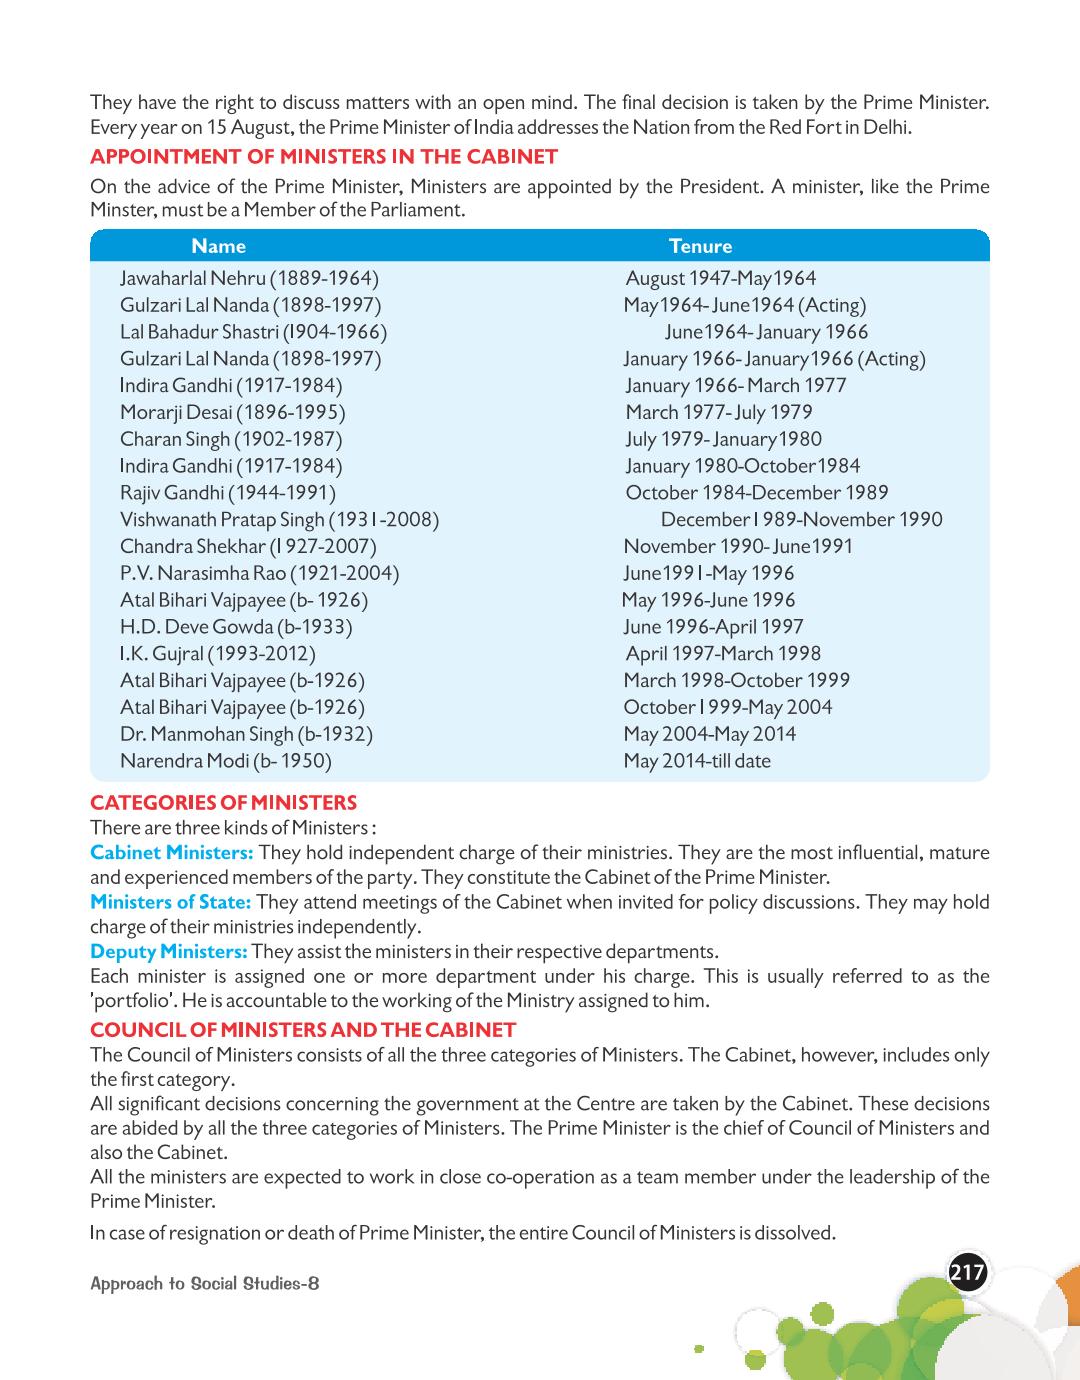 They have the right to discuss matters with an open mind. The final decision is taken by the Prime Minister.
Every year on 15 August, the Prime Minister of India addresses the Nation from the Red Fort in Delhi.
APPOINTMENT OF MINISTERS IN THE CABINET
On the advice of the Prime Minister, Ministers are appointed by the President. A minister, like the Prime
Minster, must be a Member of the Parliament.
Name Tenure
Jawaharlal Nehru (1889-1964) August 1947-May1964
Gulzari Lal Nanda (1898-1997) May1964-June1964 (Acting)
Lal Bahadur Shastri (1904-1966) June1964-January 1966
Gulzari Lal Nanda (1898-1997) January 1966-January1966 (Acting)
Indira Gandhi (1917-1984) January 1966-March 1977
Morarji Desai (1896-1995) March 1977-July 1979
Charan Singh (1902-1987) July 1979-January1980
Indira Gandhi (1917-1984) January 1980-October1984
Rajiv Gandhi (1944-1991) October 1984-December 1989
Vishwanath Pratap Singh (1931-2008) December1989-November 1990
Chandra Shekhar (1927-2007) November 1990-June1991
P.V. Narasimha Rao (1921-2004) June1991-May 1996
Atal Bihari Vajpayee (b- 1926) May 1996-June 1996
H.D. Deve Gowda (b-1933) June 1996-April 1997
I.K. Gujral (1993-2012) April 1997-March 1998
Atal Bihari Vajpayee (b-1926) March 1998-October 1999
Atal Bihari Vajpayee (b-1926) October1999-May 2004
Dr. Manmohan Singh (b-1932) May 2004-May 2014
Narendra Modi (b- 1950) May 2014-till date
CATEGORIES OF MINISTERS
There are three kinds of Ministers :
Cabinet Ministers: They hold independent charge of their ministries. They are the most influential, mature
and experienced members of the party. They constitute the Cabinet of the Prime Minister.
Ministers of State: They attend meetings of the Cabinet when invited for policy discussions. They may hold
charge of their ministries independently.
Deputy Ministers: They assist the ministers in their respective departments.
Each minister is assigned one or more department under his charge. This is usually referred to as the
'portfolio'. He is accountable to the working of the Ministry assigned to him.
COUNCIL OF MINISTERS AND THE CABINET
The Council of Ministers consists of all the three categories of Ministers. The Cabinet, however, includes only
the first category.
All significant decisions concerning the government at the Centre are taken by the Cabinet. These decisions
are abided by all the three categories of Ministers. The Prime Minister is the chief of Council of Ministers and
also the Cabinet.
All the ministers are expected to work in close co-operation as a team member under the leadership of the
Prime Minister.
In case of resignation or death of Prime Minister, the entire Council of Ministers is dissolved.
Approach to Social Studies-8
217